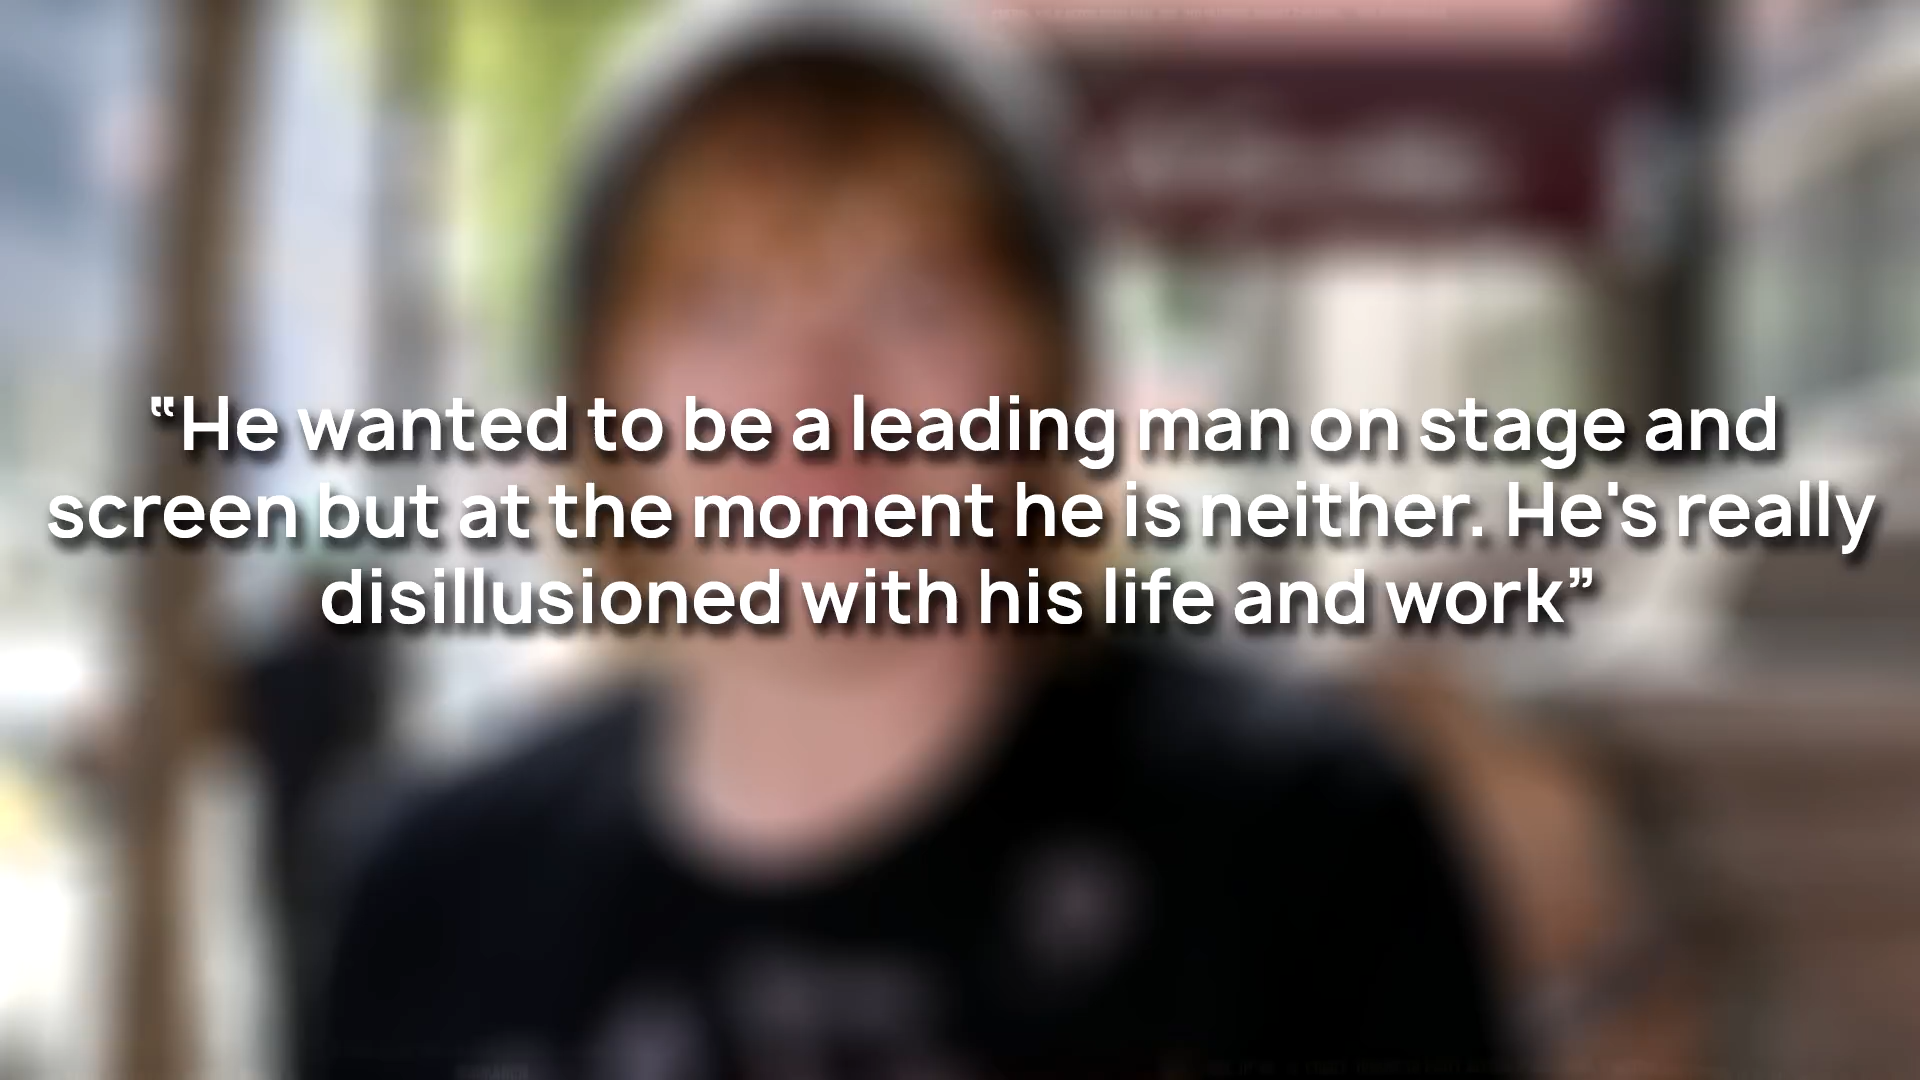 “He wanted to be a leading man on stage and
screen but at the moment he is neither. He's really
disillusioned with his life and work”